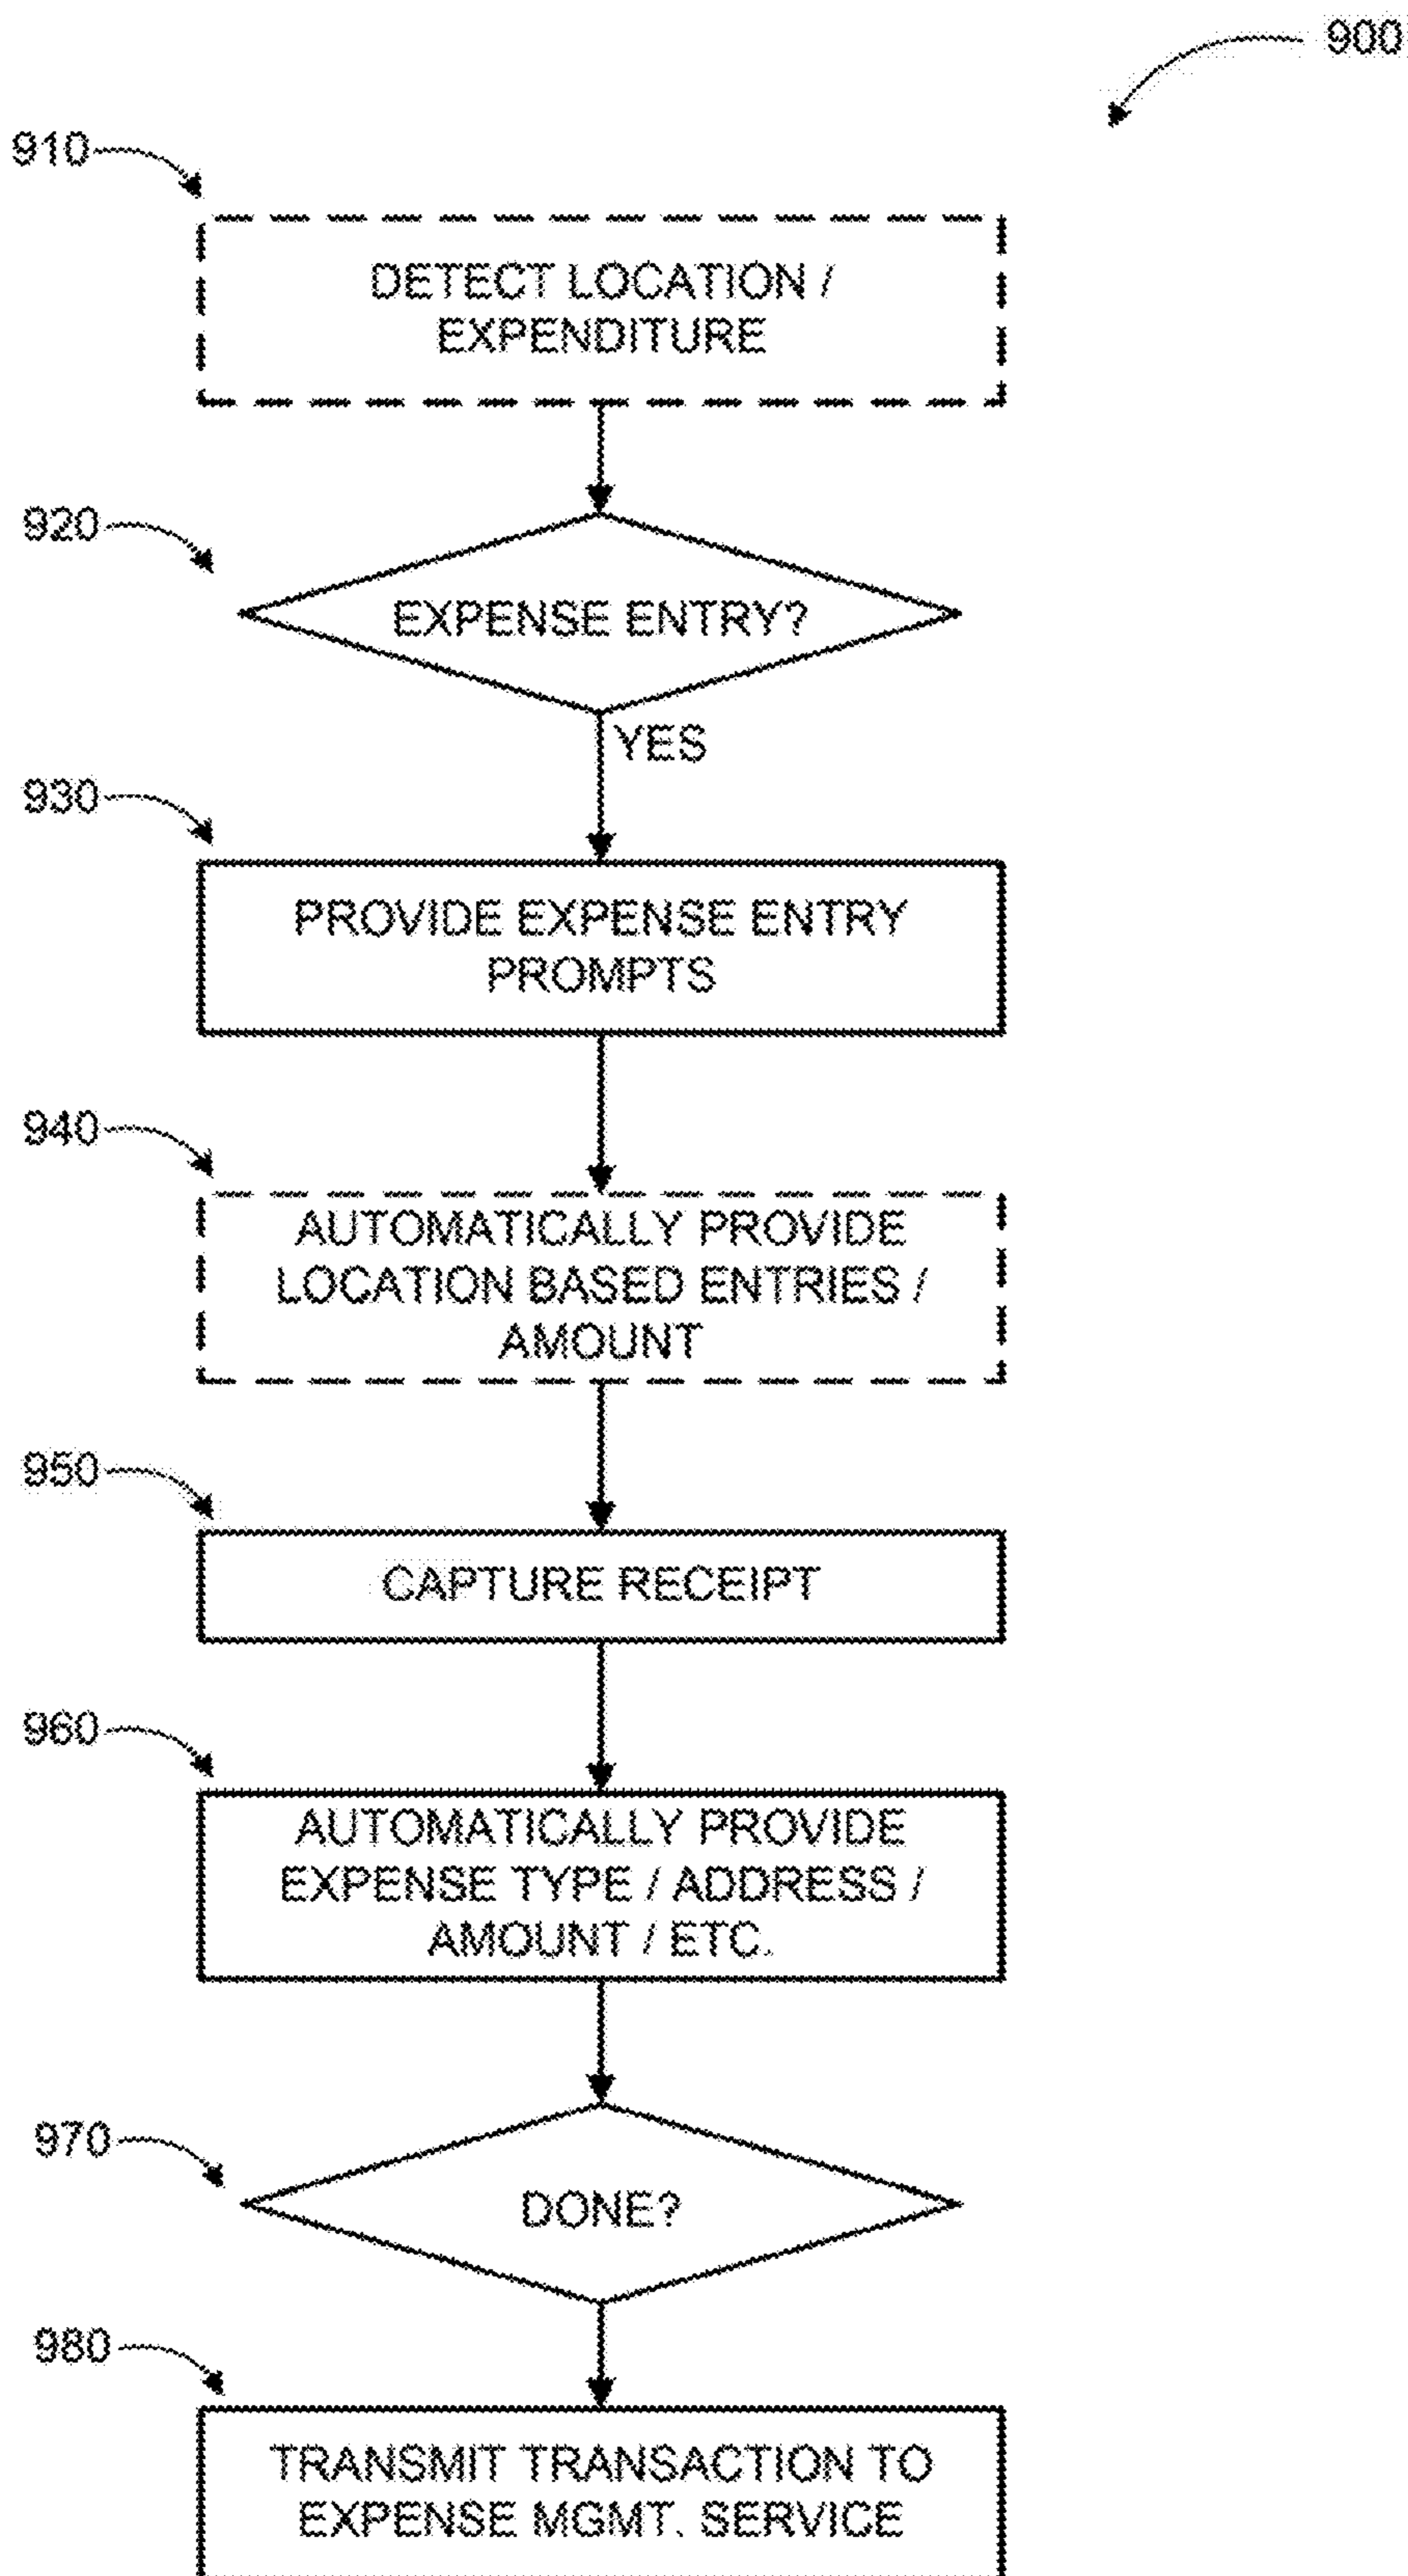 900
910
DETECT LOCATION /
EXPENDITURE
920
EXPENSE ENTRY?
YES
930
PROVIDE EXPENSE ENTRY
PROMPTS
940
AUTOMATICALLY PROVIDE
LOCATION BASED ENTRIES /
AMOUNT
950
CAPTURE RECEIPT
960
AUTOMATICALLY PROVIDE
EXPENSE TYPE / ADDRESS /
AMOUNT / ETC.
970
DONE?
980
TRANSMIT TRANSACTION TO
EXPENSE MGMT. SERVICE